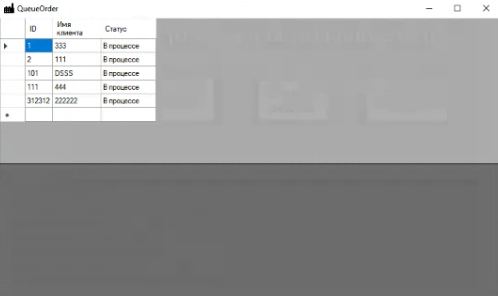 QueueOrder
ID Имя клиента Статус
1 333 В процессе
2 111 В процессе
101 DSSS В процессе
111 444 В процессе
312312 222222 В процессе